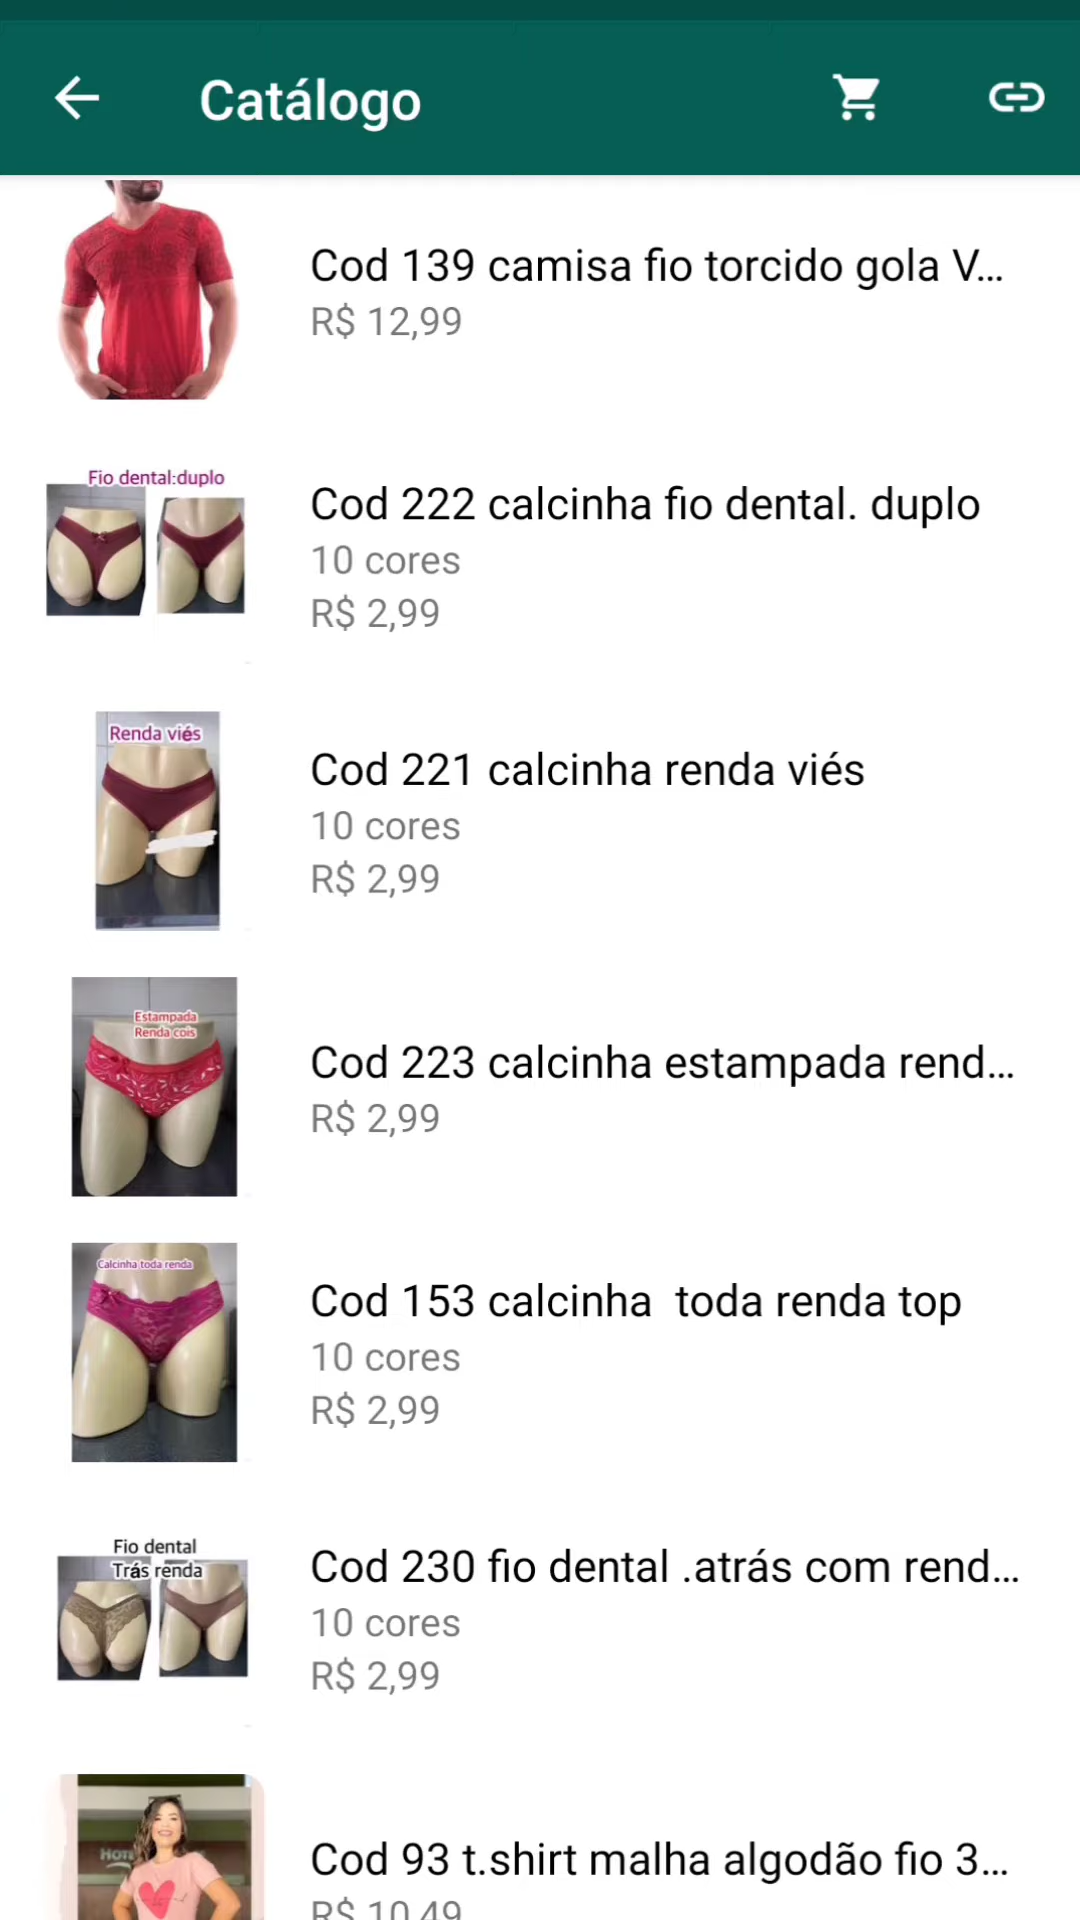 Catálogo
Cod 139 camisa fio torcido gola V...
R$ 12,99
Fio dental:duplo
Cod 222 calcinha fio dental. duplo
10 cores
R$ 2,99
Renda viés
Cod 221 calcinha renda viés
10 cores
R$ 2,99
Estampada
Renda cois
Cod 223 calcinha estampada rend...
R$ 2,99
Calcinha toda renda
Cod 153 calcinha  toda renda top
10 cores
R$ 2,99
Fio dental
Trás renda
Cod 230 fio dental .atrás com rend...
10 cores
R$ 2,99
Cod 93 t.shirt malha algodão fio 3...
R$ 10,49